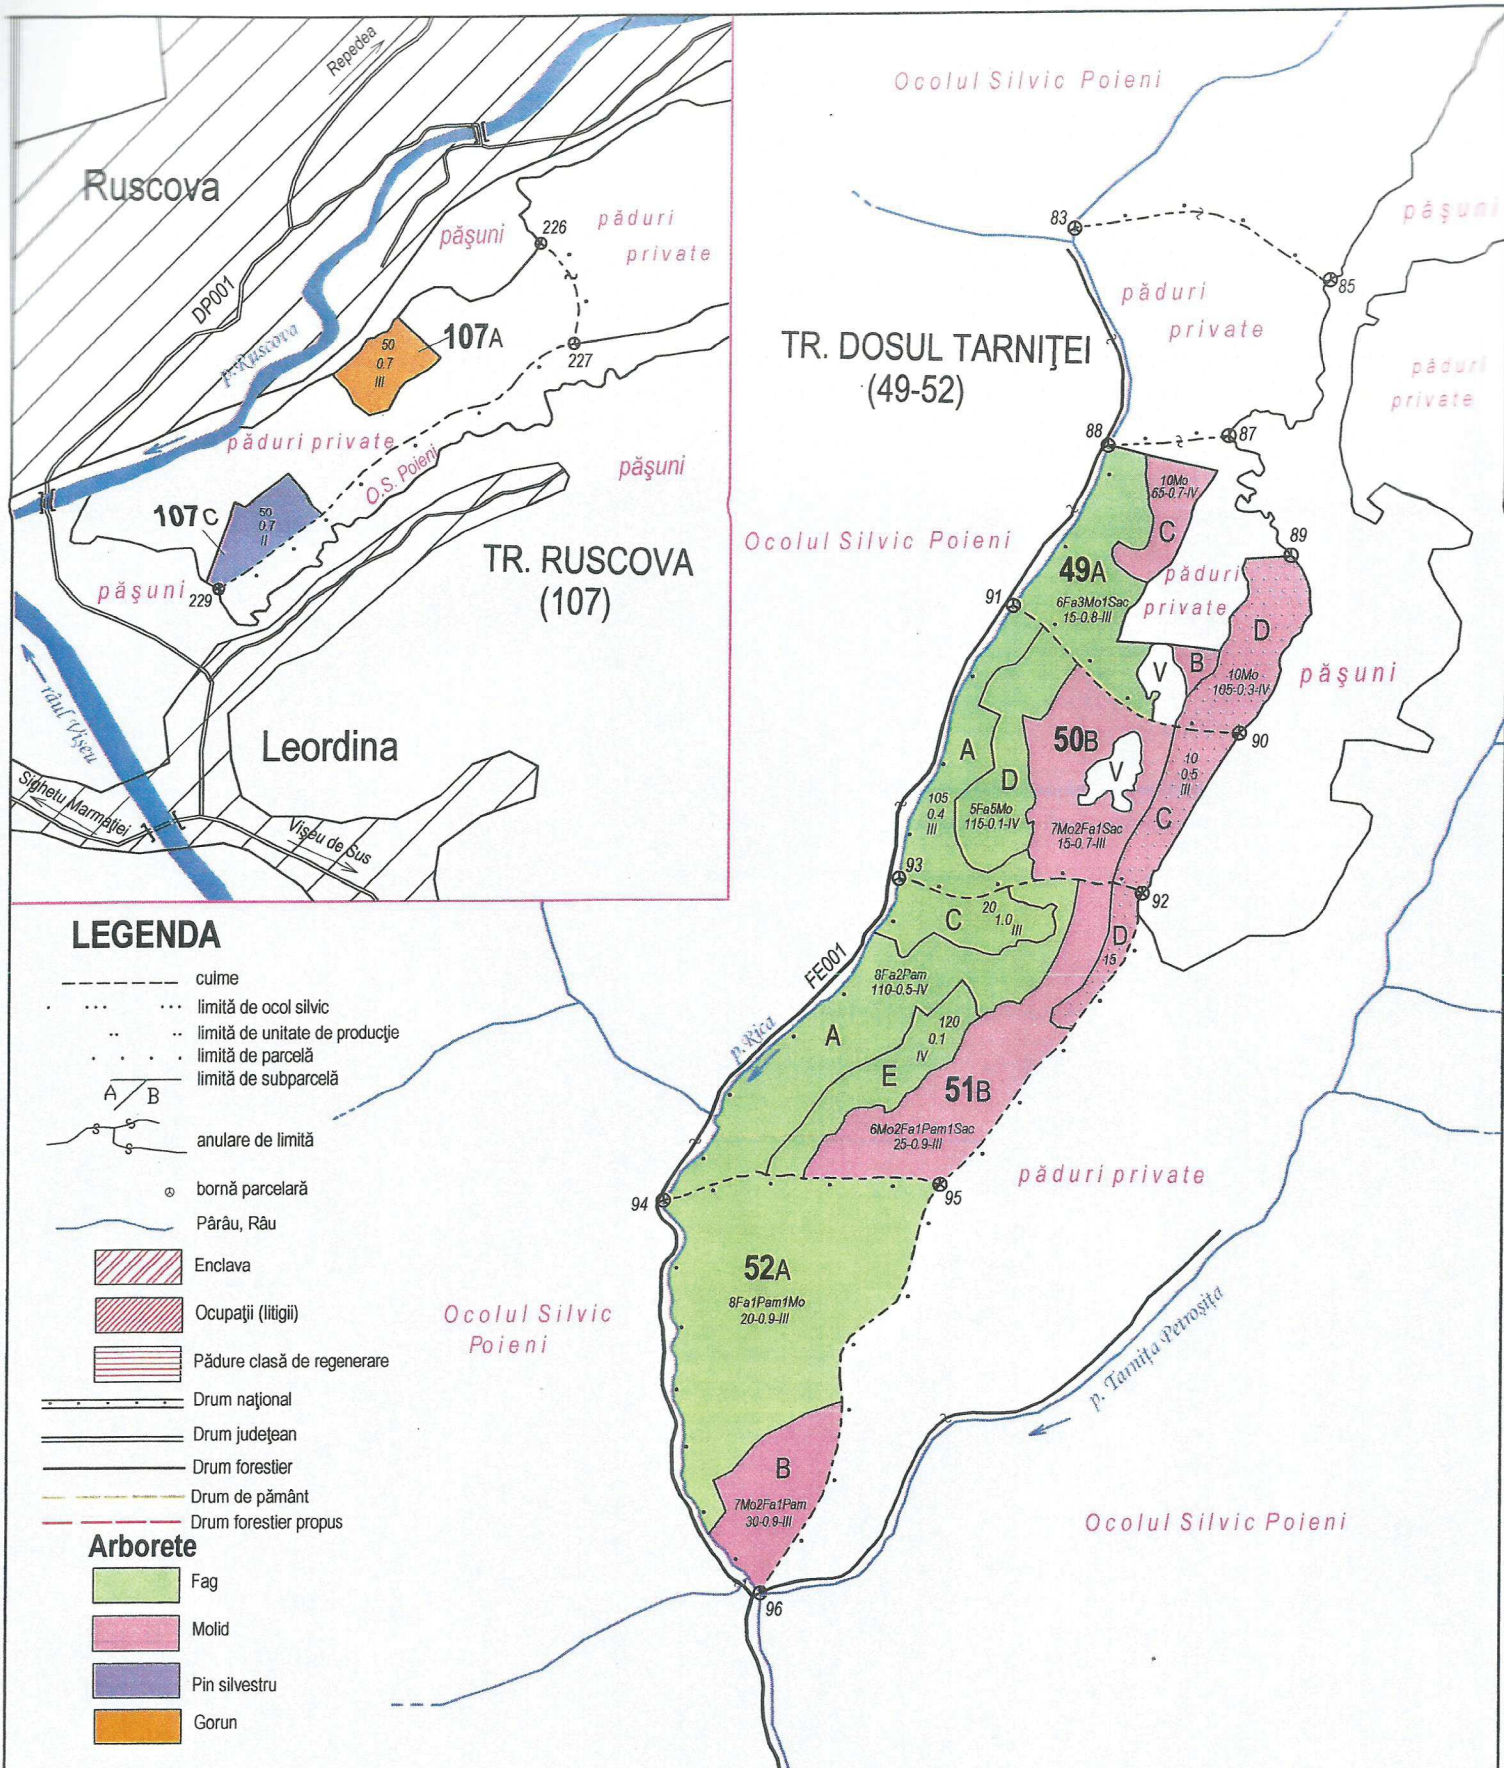 Repedea
Ruscova
DP001
p. Ruscova
păşuni
226
păduri
private
107A
50
0.7
III
227
păduri private
O.S. Poieni
păşuni
107C
50
0.7
II
păşuni
229
TR. RUSCOVA
(107)
râul Vişeu
Leordina
Sighetu Marmaţiei
Vişeu de Sus
Ocolul Silvic Poieni
83
85
păşuni
păduri
private
TR. DOSUL TARNIŢEI
(49-52)
păduri
private
88
87
10Mo
65-0.7-IV
C
89
Ocolul Silvic Poieni
49A
6Fa3Mo1Sac
15-0.8-III
păduri
private
91
D
10Mo
105-0.3-IV
V
B
păşuni
90
50B
V
7Mo2Fa1Sac
15-0.7-III
10
0.5
III
C
A
D
105
0.4
III
5Fa5Mo
115-0.1-IV
93
92
C
20
1.0
III
D
15
FE001
8Fa2Pam
110-0.5-IV
A
p. Rica
120
0.1
IV
E
51B
6Mo2Fa1Pam1Sac
25-0.9-III
94
95
păduri private
52A
8Fa1Pam1Mo
20-0.9-III
Ocolul Silvic
Poieni
p. Tarniţa Petroşiţa
B
7Mo2Fa1Pam
30-0.9-III
Ocolul Silvic Poieni
96
LEGENDA
culme
limită de ocol silvic
limită de unitate de producţie
limită de parcelă
limită de subparcelă
A B
s s s
anulare de limită
bornă parcelară
Pârâu, Râu
Enclava
Ocupaţii (litigii)
Pădure clasă de regenerare
Drum naţional
Drum judeţean
Drum forestier
Drum de pământ
Drum forestier propus
Arborete
Fag
Molid
Pin silvestru
Gorun